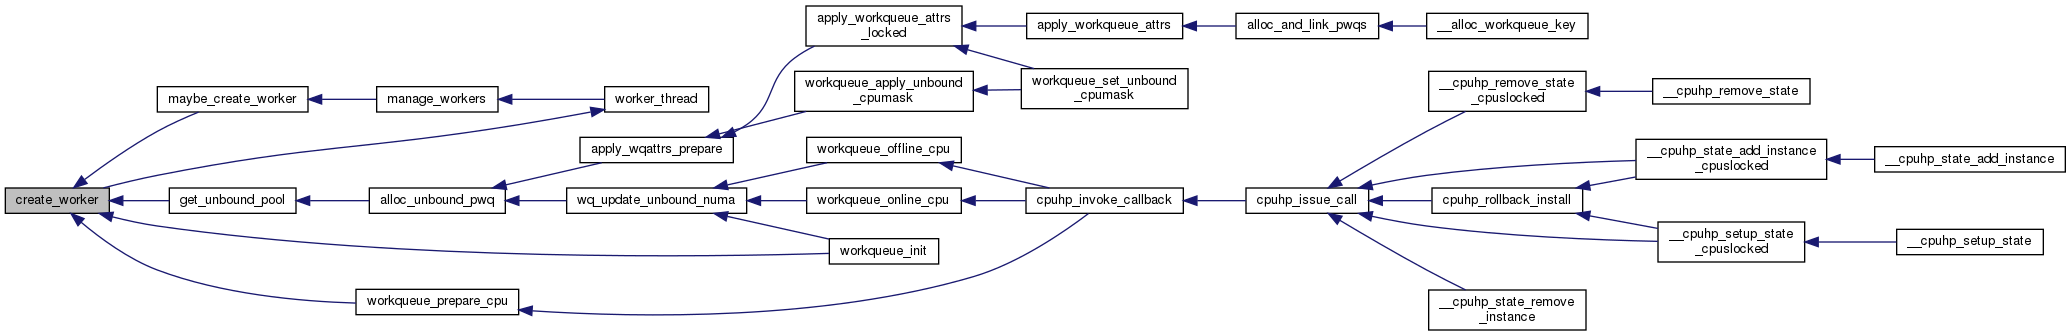 apply_workqueue_attrs
_locked
apply_workqueue_attrs
alloc_and_link_pwqs
__alloc_workqueue_key
workqueue_apply_unbound
_cpumask
workqueue_set_unbound
_cpumask
__cpuhp_remove_state
_cpuslocked
__cpuhp_remove_state
maybe_create_worker
manage_workers
worker_thread
apply_wqattrs_prepare
workqueue_offline_cpu
__cpuhp_state_add_instance
_cpuslocked
__cpuhp_state_add_instance
create_worker
get_unbound_pool
alloc_unbound_pwq
wq_update_unbound_numa
workqueue_online_cpu
cpuhp_invoke_callback
cpuhp_issue_call
cpuhp_rollback_install
__cpuhp_setup_state
_cpuslocked
__cpuhp_setup_state
workqueue_init
workqueue_prepare_cpu
__cpuhp_state_remove
_instance